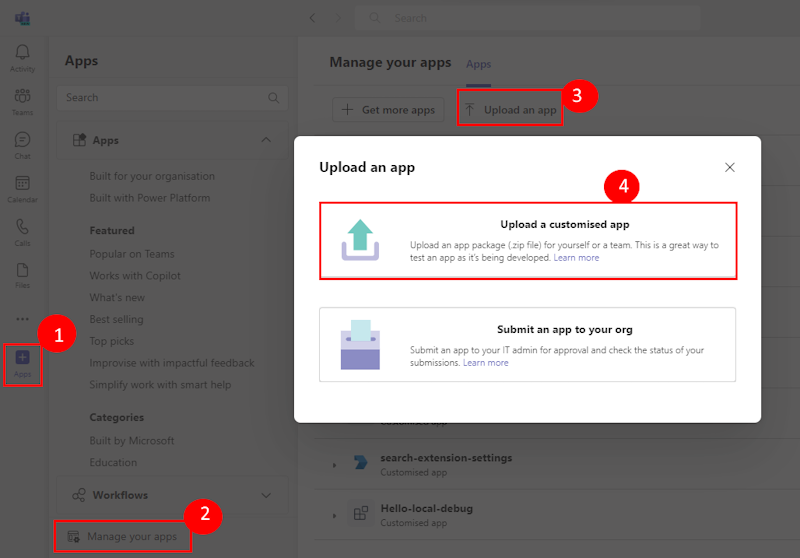 Search
Activity
Teams
Chat
Calendar
Calls
Files
1
Apps
Apps
Search
Apps
Built for your organisation
Built with Power Platform
Featured
Popular on Teams
Works with Copilot
What's new
Best selling
Top picks
Improvise with impactful feedback
Simplify work with smart help
Categories
Built by Microsoft
Education
Workflows
2
Manage your apps
Manage your apps Apps
3
Get more apps Upload an app
Upload an app
4
Upload a customised app
Upload an app package (.zip file) for yourself or a team. This is a great way to
test an app as it's being developed. Learn more
Submit an app to your org
Submit an app to your IT admin for approval and check the status of your
submissions. Learn more
Customised app
search-extension-settings
Customised app
Hello-local-debug
Customised app